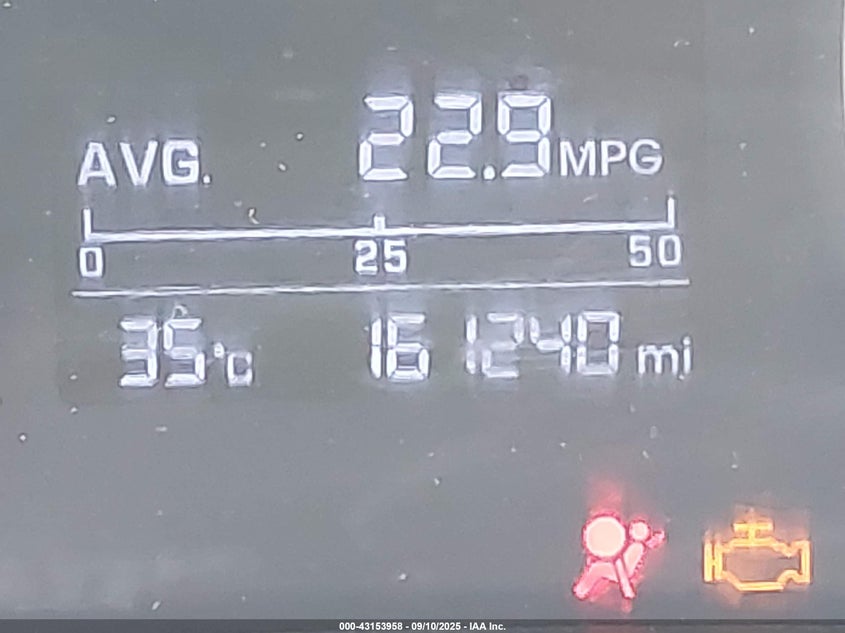 AVG. 22.9 MPG
0 25 50
35°C 161240 mi
000-43153958 - 09/10/2025 - IAA Inc.